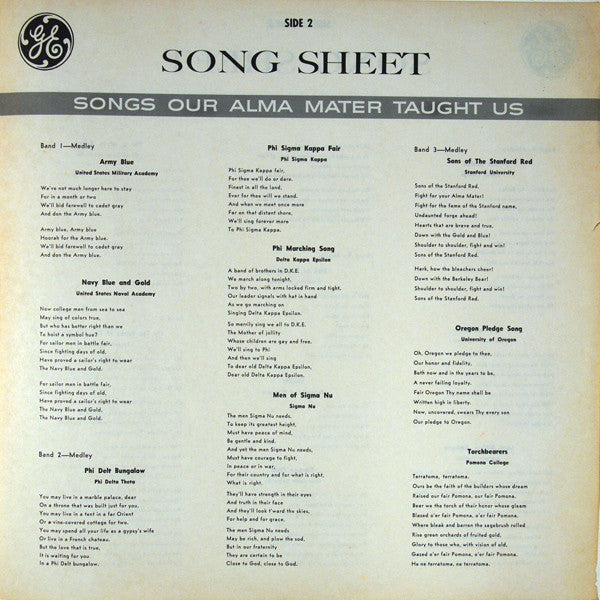 GE
SIDE 2
SONG SHEET
SONGS OUR ALMA MATER TAUGHT US
Band 1—Medley
Army Blue
United States Military Academy
We've not much longer here to stay
For in a month or two
We'll bid farewell to cadet gray
And don the Army blue.
Army blue, Army blue
Hoorah for the Army blue.
We'll bid farewell to cadet gray
And don the Army Blue.
Navy Blue and Gold
United States Naval Academy
Now college men from sea to sea
May sing of colors true,
But who has better right than we
To hoist a symbol hue?
For sailor men in battle fair,
Since fighting days of old,
Have proved a sailor's right to wear
The Navy Blue and Gold.
For sailor men in battle fair,
Since fighting days of old,
Have proved a sailor's right to wear
The Navy Blue and Gold.
The Navy Blue and Gold.
Band 2—Medley
Phi Delt Bungalow
Phi Delta Theta
You may live in a marble palace, dear
On a throne that was built just for you,
You may live in a tent in a far Orient
Or a vine-covered cottage for two.
You may spend all your life as a gypsy's wife
Or live in a French chateau.
But the love that is true,
It is waiting for you
In a Phi Delt bungalow.
Phi Sigma Kappa Fair
Phi Sigma Kappa
Phi Sigma Kappa fair,
For thee we'll do or dare.
Finest in all the land,
Ever for thee will we stand.
And when we meet once more
Far on that distant shore,
We'll sing forever more
To Phi Sigma Kappa.
Phi Marching Song
Delta Kappa Epsilon
A band of brothers in D.K.E.
We march along tonight,
Two by two, with arms locked firm and tight.
Our leader signals with hat in hand
As we go marching on
Singing Delta Kappa Epsilon.
So merrily sing we all to D.K.E.
The Mother of jollity
Whose children are gay and free.
We'll sing to Phi
And then we'll sing
To dear old Delta Kappa Epsilon,
To dear old Delta Kappa Epsilon.
Men of Sigma Nu
Sigma Nu
The men Sigma Nu needs,
To keep its greatest height,
Must have peace of mind,
Be gentle and kind.
And yet the men Sigma Nu needs,
Must have courage to fight,
In peace or in war,
For their country and for what is right,
What is right.
They'll have strength in their eyes
And truth in their face
And they'll look t'ward the skies,
For help and for grace.
The men Sigma Nu needs
May be rich, and plow the sod,
But in our fraternity
They are certain to be
Close to God, close to God.
Band 3—Medley
Sons of The Stanford Red
Stanford University
Sons of the Stanford Red,
Fight for your Alma Mater!
Fight for the fame of the Stanford name,
Undaunted forge ahead!
Hearts that are brave and true,
Down with the Gold and Blue!
Shoulder to shoulder, fight and win!
Sons of the Stanford Red.
Hark, how the bleachers cheer!
Down with the Berkeley Bear!
Shoulder to shoulder, fight and win!
Sons of the Stanford Red.
Oregon Pledge Song
University of Oregon
Oh, Oregon we pledge to thee,
Our honor and fidelity,
Both now and in the years to be,
A never failing loyalty.
Fair Oregon Thy name shall be
Written high in liberty.
Now, uncovered, swears Thy every son
Our pledge to Oregon.
Torchbearers
Pomona College
Terratoma, terratoma.
Ours be the faith of the builders whose dream
Raised our fair Pomona, our fair Pomona.
Bear we the torch of their honor whose gleam
Blazed o'er fair Pomona, o'er fair Pomona.
Where bleak and barren the sagebrush rolled
Rise green orchards of fruited gold,
Glory to those who, with vision of old,
Gazed o'er fair Pomona, o'er fair Pomona.
He ne terratoma, ne terratoma.